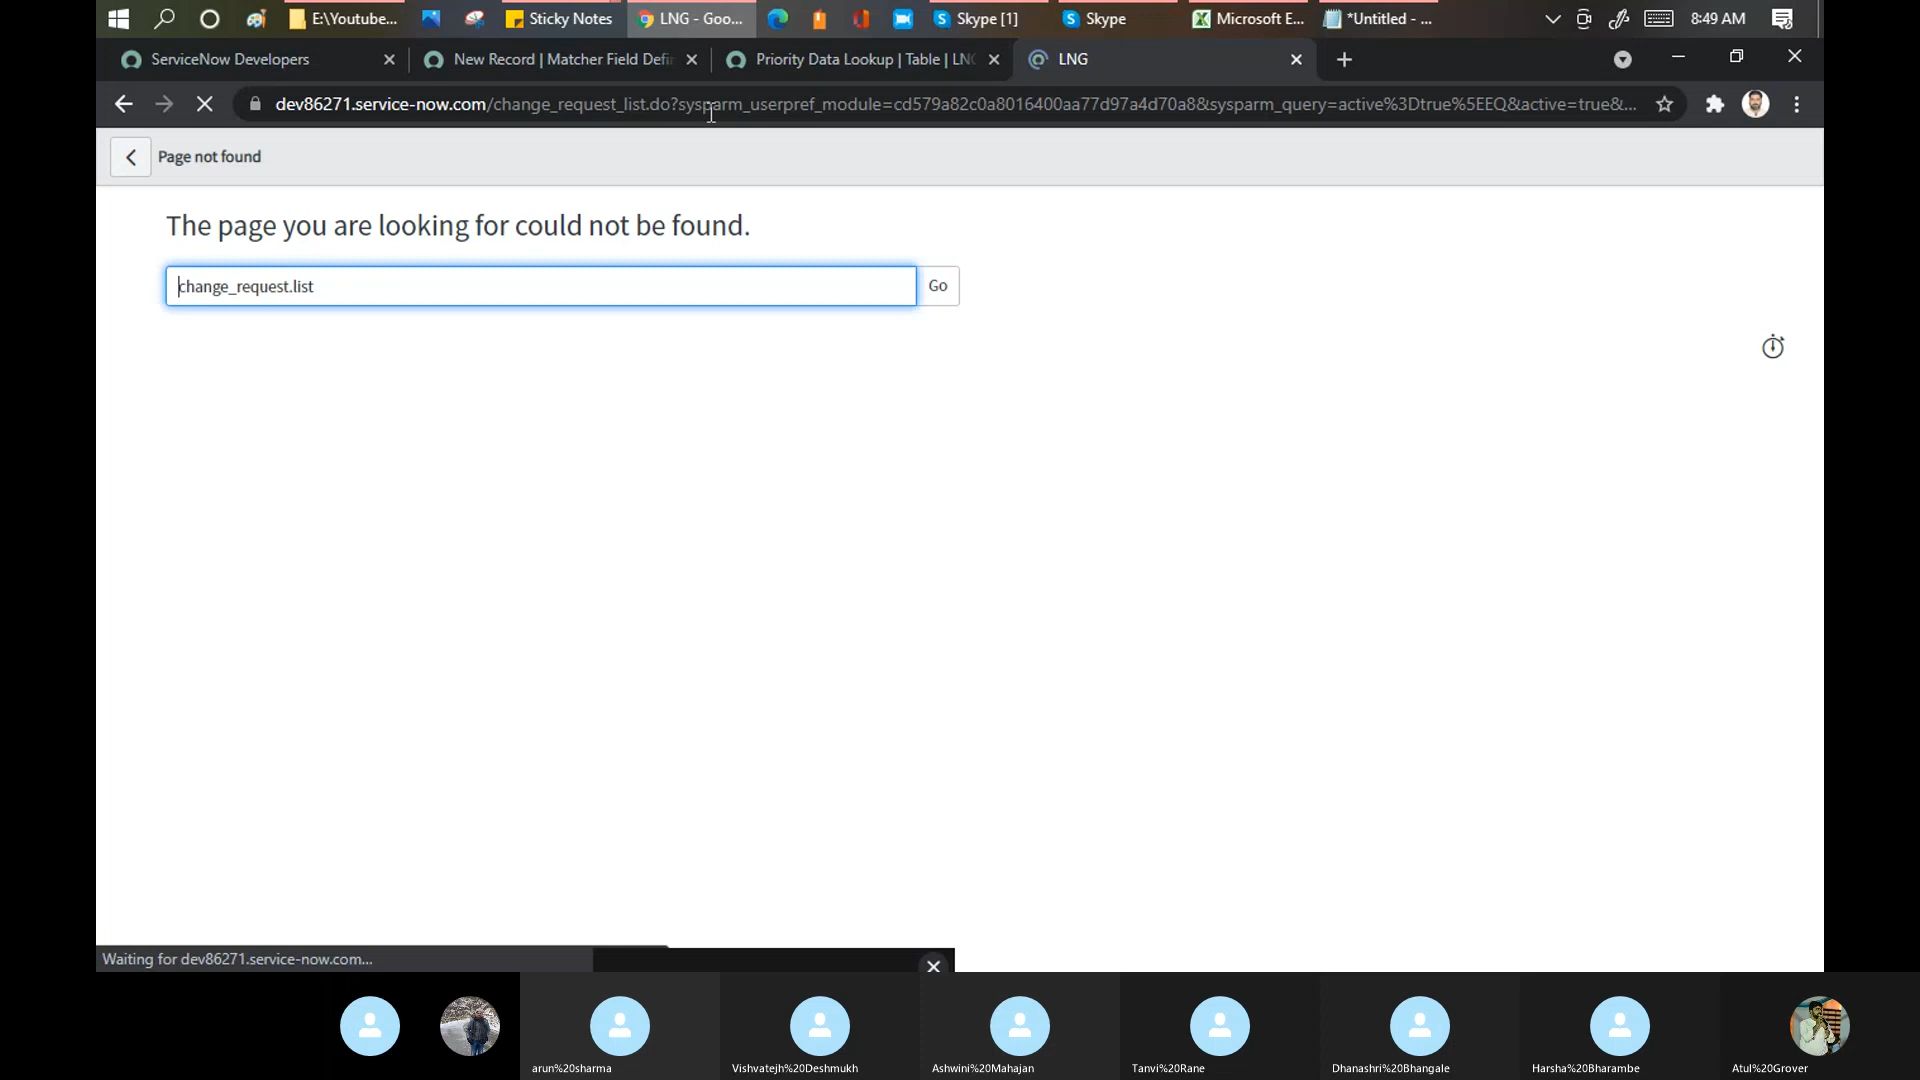 E:\Youtube...
Sticky Notes
LNG - Goo...
Skype [1]
Skype
Microsoft E...
*Untitled - ...
8:49 AM
ServiceNow Developers
New Record | Matcher Field Defin
Priority Data Lookup | Table | LNG
LNG
dev86271.service-now.com/change_request_list.do?sysparm_userpref_module=cd579a82c0a8016400aa77d97a4d70a8&sysparm_query=active%3Dtrue%5EEQ&active=true&...
Page not found
The page you are looking for could not be found.
change_request.list
Go
Waiting for dev86271.service-now.com...
arun%20sharma
Vishvatejh%20Deshmukh
Ashwini%20Mahajan
Tanvi%20Rane
Dhanashri%20Bhangale
Harsha%20Bharambe
Atul%20Grover